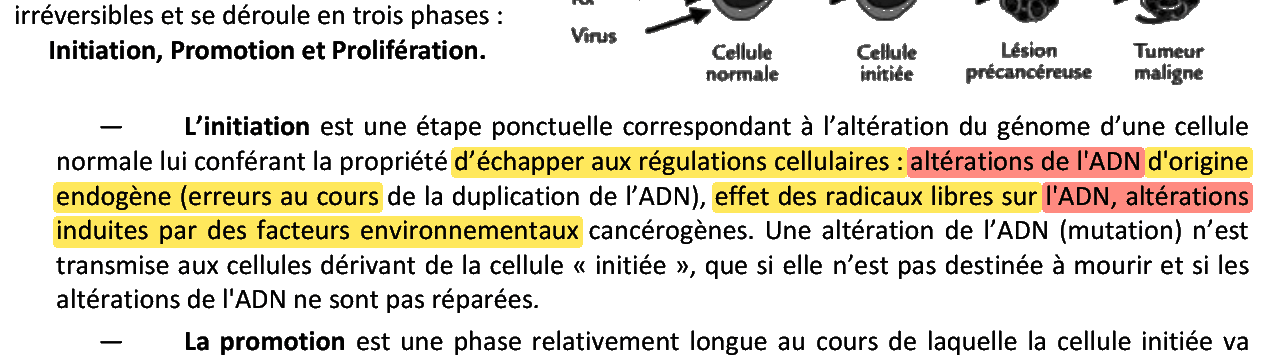 irréversibles et se déroule en trois phases :
Initiation, Promotion et Prolifération.
Virus
Cellule normale
Cellule initiée
Lésion précancéreuse
Tumeur maligne
— L’initiation est une étape ponctuelle correspondant à l’altération du génome d’une cellule
normale lui conférant la propriété d’échapper aux régulations cellulaires : altérations de l'ADN d'origine
endogène (erreurs au cours de la duplication de l’ADN), effet des radicaux libres sur l'ADN, altérations
induites par des facteurs environnementaux cancérogènes. Une altération de l’ADN (mutation) n’est
transmise aux cellules dérivant de la cellule « initiée », que si elle n’est pas destinée à mourir et si les
altérations de l'ADN ne sont pas réparées.
— La promotion est une phase relativement longue au cours de laquelle la cellule initiée va